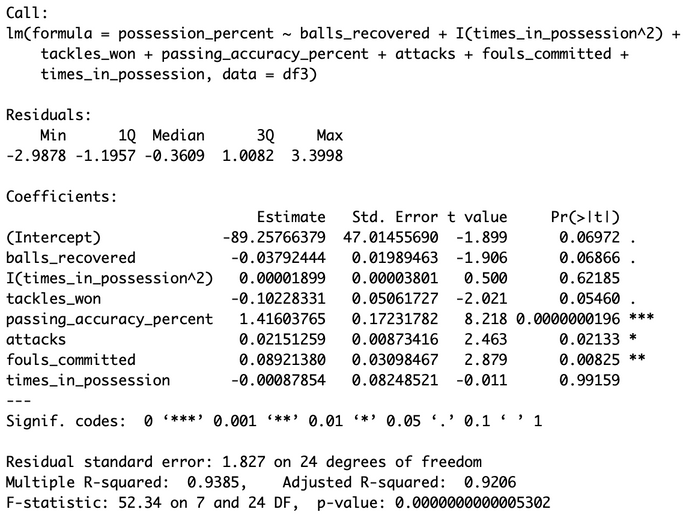 Call:
lm(formula = possession_percent ~ balls_recovered + I(times_in_possession^2) +
    tackles_won + passing_accuracy_percent + attacks + fouls_committed +
    times_in_possession, data = df3)

Residuals:
    Min      1Q  Median      3Q     Max
-2.9878 -1.1957 -0.3609  1.0082  3.3998

Coefficients:
                            Estimate   Std. Error t value     Pr(>|t|)
(Intercept)             -89.25766379  47.01455690  -1.899      0.06972 .
balls_recovered          -0.03792444   0.01989463  -1.906      0.06866 .
I(times_in_possession^2)  0.00001899   0.00003801   0.500      0.62185
tackles_won              -0.10228331   0.05061727  -2.021      0.05460 .
passing_accuracy_percent  1.41603765   0.17231782   8.218 0.0000000196 ***
attacks                   0.02151259   0.00873416   2.463      0.02133 *
fouls_committed           0.08921380   0.03098467   2.879      0.00825 **
times_in_possession      -0.00087854   0.08248521  -0.011      0.99159
---
Signif. codes:  0 ‘***’ 0.001 ‘**’ 0.01 ‘*’ 0.05 ‘.’ 0.1 ‘ ’ 1

Residual standard error: 1.827 on 24 degrees of freedom
Multiple R-squared:  0.9385,    Adjusted R-squared:  0.9206
F-statistic: 52.34 on 7 and 24 DF,  p-value: 0.0000000000005302